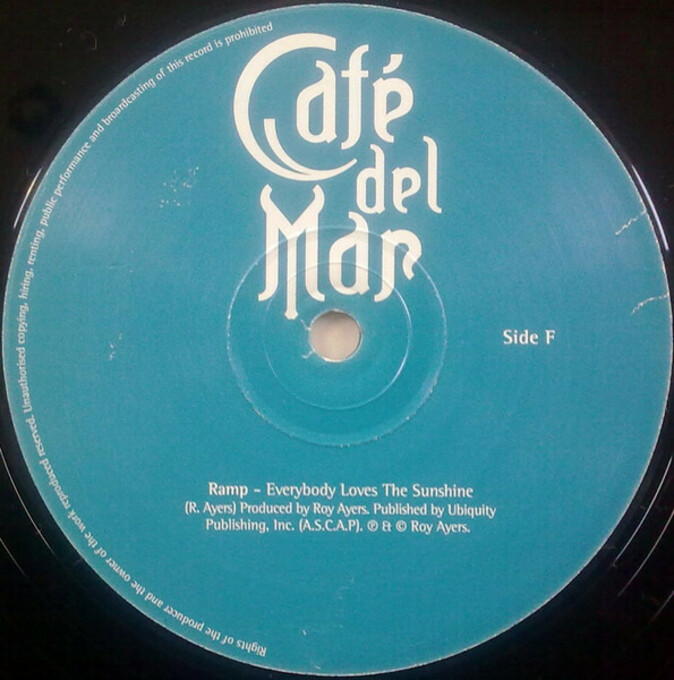 Café
del
Mar
Side F
Ramp – Everybody Loves The Sunshine
(R. Ayers) Produced by Roy Ayers. Published by Ubiquity
Publishing, Inc. (A.S.C.A.P). ℗ & © Roy Ayers.
Rights of the producer and the owner of the work reproduced reserved. Unauthorised copying, hiring, renting, public performance and broardcasting of this record is prohibited